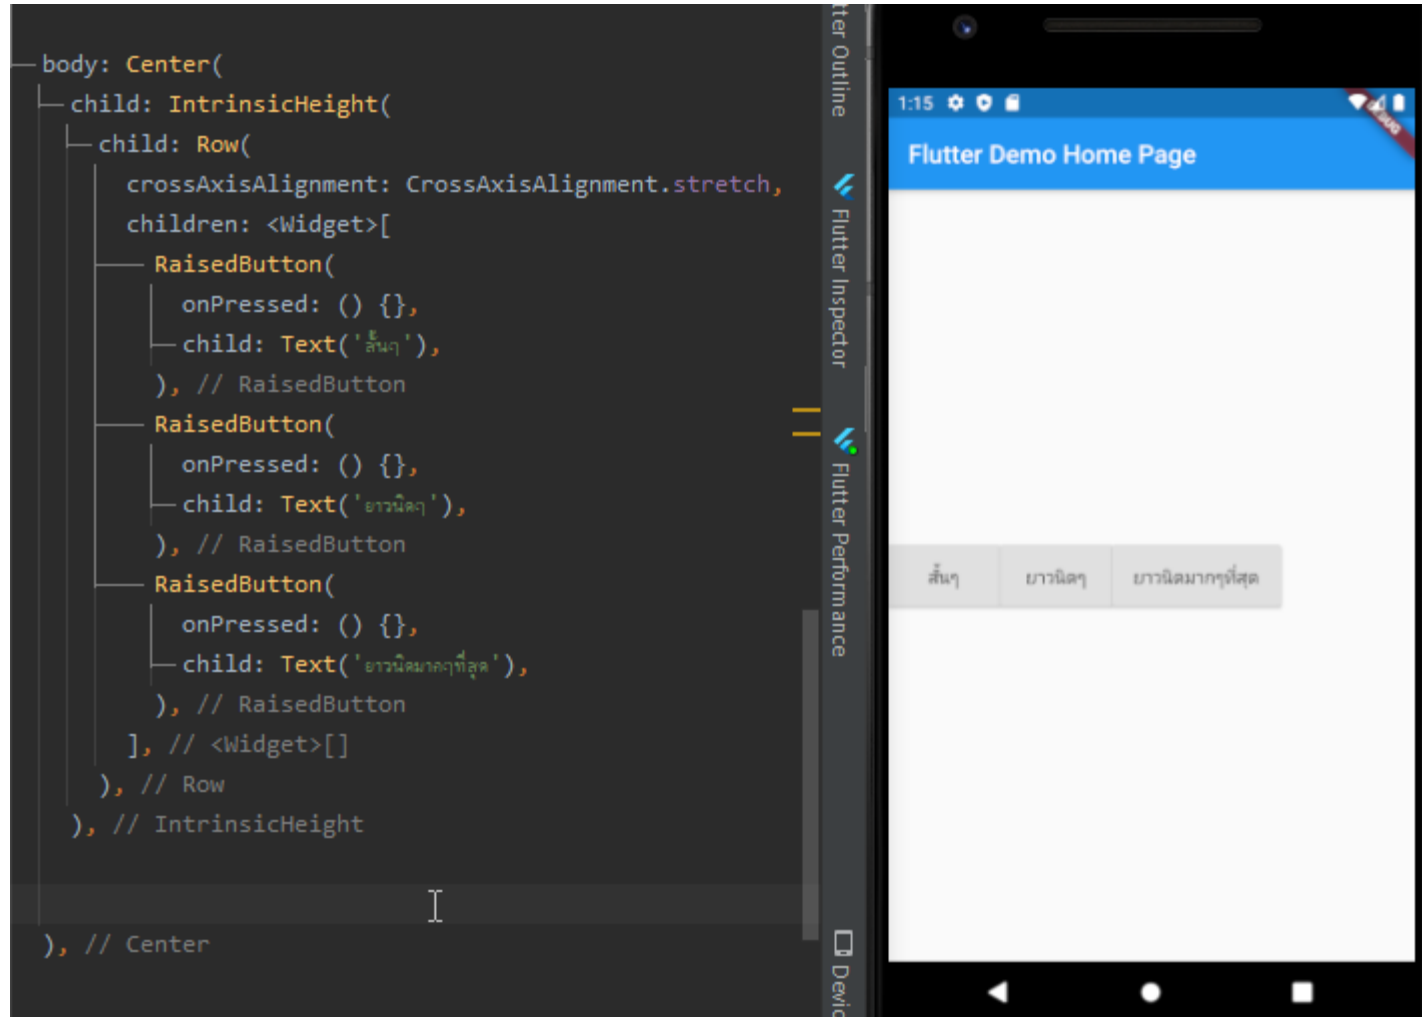 body: Center(
child: IntrinsicHeight(
child: Row(
crossAxisAlignment: CrossAxisAlignment.stretch,
children: <Widget>[
RaisedButton(
onPressed: () {},
child: Text('สั้นๆ'),
), // RaisedButton
RaisedButton(
onPressed: () {},
child: Text('ยาวนิดๆ'),
), // RaisedButton
RaisedButton(
onPressed: () {},
child: Text('ยาวนิดมากๆที่สุด'),
), // RaisedButton
], // <Widget>[]
), // Row
), // IntrinsicHeight
), // Center
tter Outline
Flutter Inspector
Flutter Performance
Devic
1:15
DEBUG
Flutter Demo Home Page
สั้นๆ
ยาวนิดๆ
ยาวนิดมากๆที่สุด